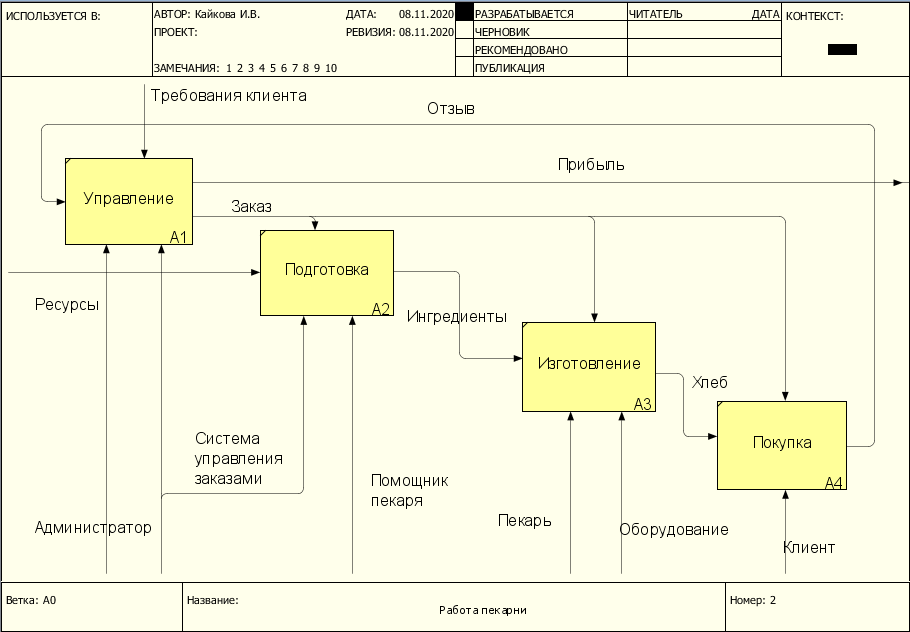 ИСПОЛЬЗУЕТСЯ В:
АВТОР: Кайкова И.В.
ДАТА: 08.11.2020
РАЗРАБАТЫВАЕТСЯ
ЧИТАТЕЛЬ
ДАТА
КОНТЕКСТ:
ПРОЕКТ:
РЕВИЗИЯ: 08.11.2020
ЧЕРНОВИК
РЕКОМЕНДОВАНО
ЗАМЕЧАНИЯ: 1 2 3 4 5 6 7 8 9 10
ПУБЛИКАЦИЯ
Требования клиента
Отзыв
Прибыль
Управление
A1
Заказ
Подготовка
A2
Ресурсы
Ингредиенты
Изготовление
A3
Хлеб
Покупка
A4
Система
управления
заказами
Помощник
пекаря
Администратор
Пекарь
Оборудование
Клиент
Ветка: A0
Название:
Работа пекарни
Номер: 2